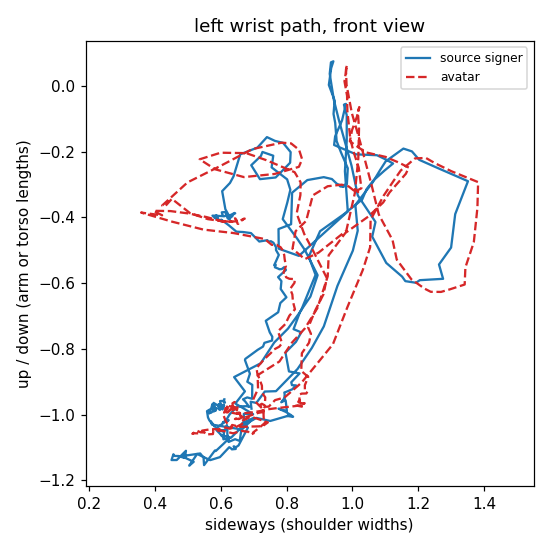 left wrist path, front view
source signer
avatar
up / down (arm or torso lengths)
0.0
−0.2
−0.4
−0.6
−0.8
−1.0
−1.2
0.2
0.4
0.6
0.8
1.0
1.2
1.4
sideways (shoulder widths)